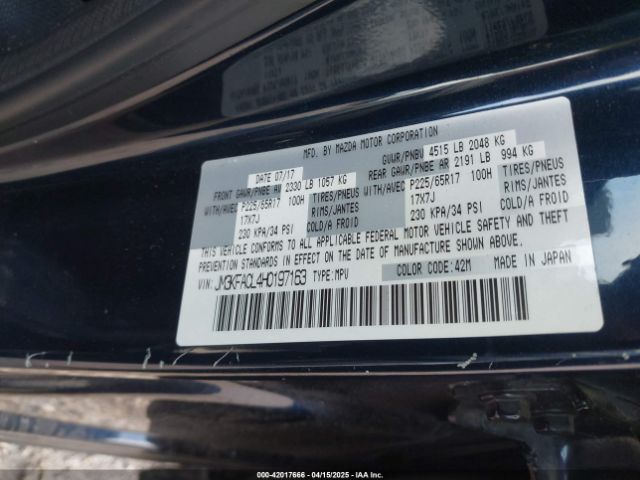 MFD. BY MAZDA MOTOR CORPORATION
DATE 07/17 GVWR/PNBV 4515 LB 2048 KG
FRONT GAWR/PNBE AV 2330 LB 1057 KG REAR GAWR/PNBE AR 2191 LB 994 KG
WITH/AVEC P225/65R17 100H TIRES/PNEUS WITH/AVEC P225/65R17 100H TIRES/PNEUS
17X7J RIMS/JANTES 17X7J RIMS/JANTES
230 KPA/34 PSI COLD/A FROID 230 KPA/34 PSI COLD/A FROID
THIS VEHICLE CONFORMS TO ALL APPLICABLE FEDERAL MOTOR VEHICLE SAFETY AND THEFT
PREVENTION STANDARDS IN EFFECT ON THE DATE OF MANUFACTURE SHOWN ABOVE.
VIN: JM3KFACL4H0197163 TYPE: MPV COLOR CODE: 42M MADE IN JAPAN
000-42017666 - 04/15/2025 - IAA Inc.